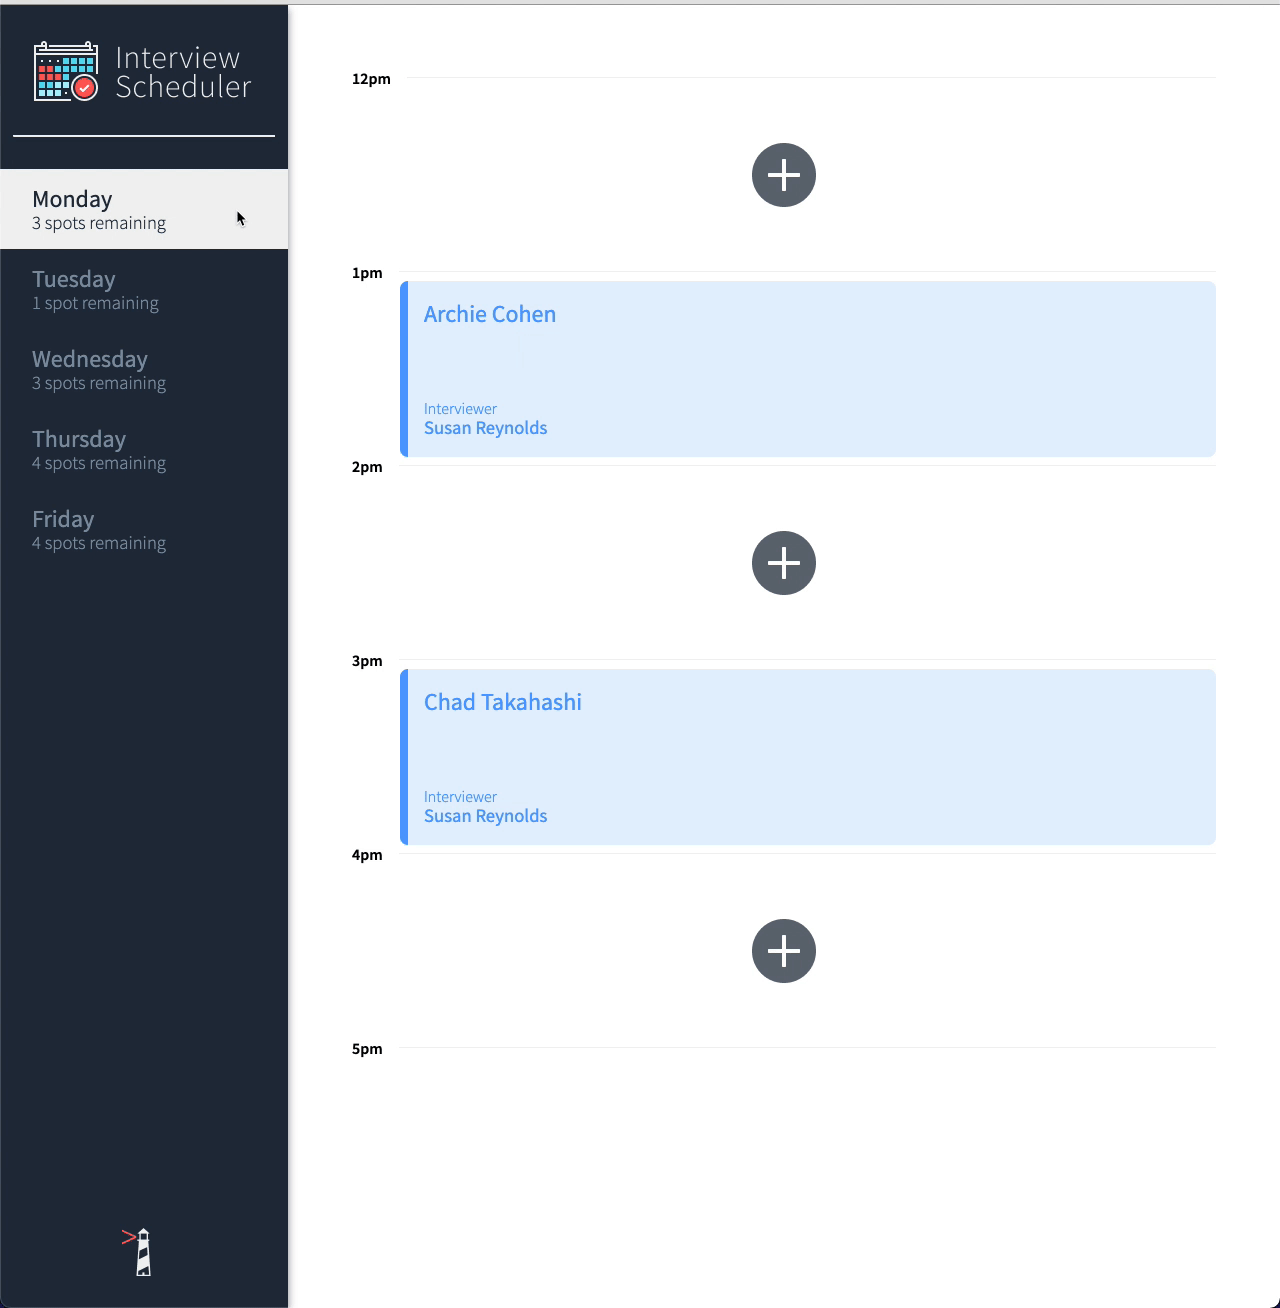 Interview
Scheduler
Monday
3 spots remaining
Tuesday
1 spot remaining
Wednesday
3 spots remaining
Thursday
4 spots remaining
Friday
4 spots remaining
12pm
1pm
Archie Cohen
Interviewer
Susan Reynolds
2pm
3pm
Chad Takahashi
Interviewer
Susan Reynolds
4pm
5pm